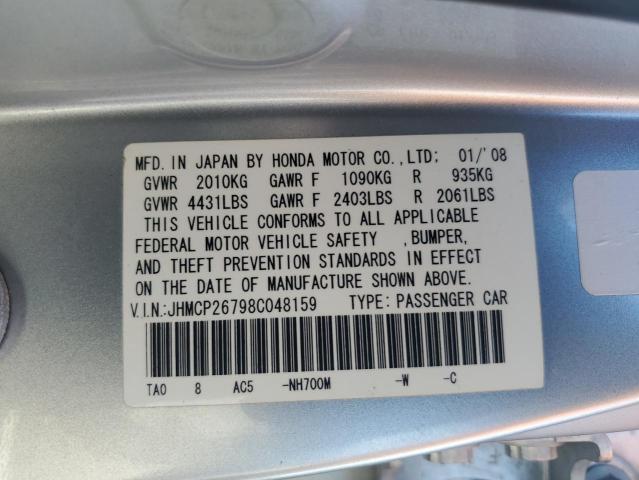 MFD. IN JAPAN BY HONDA MOTOR CO.,LTD; 01/'08
GVWR 2010KG GAWR F 1090KG R 935KG
GVWR 4431LBS GAWR F 2403LBS R 2061LBS
THIS VEHICLE CONFORMS TO ALL APPLICABLE
FEDERAL MOTOR VEHICLE SAFETY ,BUMPER,
AND THEFT PREVENTION STANDARDS IN EFFECT
ON THE DATE OF MANUFACTURE SHOWN ABOVE.
V.I.N.:JHMCP26798C048159 TYPE: PASSENGER CAR
TA0 8 AC5 -NH700M -W -C